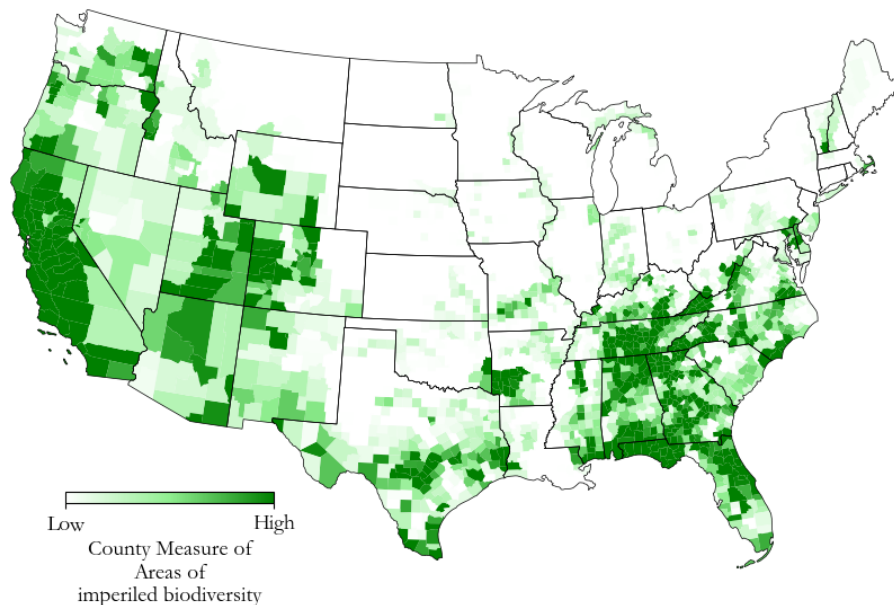 Low High
County Measure of
Areas of
imperiled biodiversity